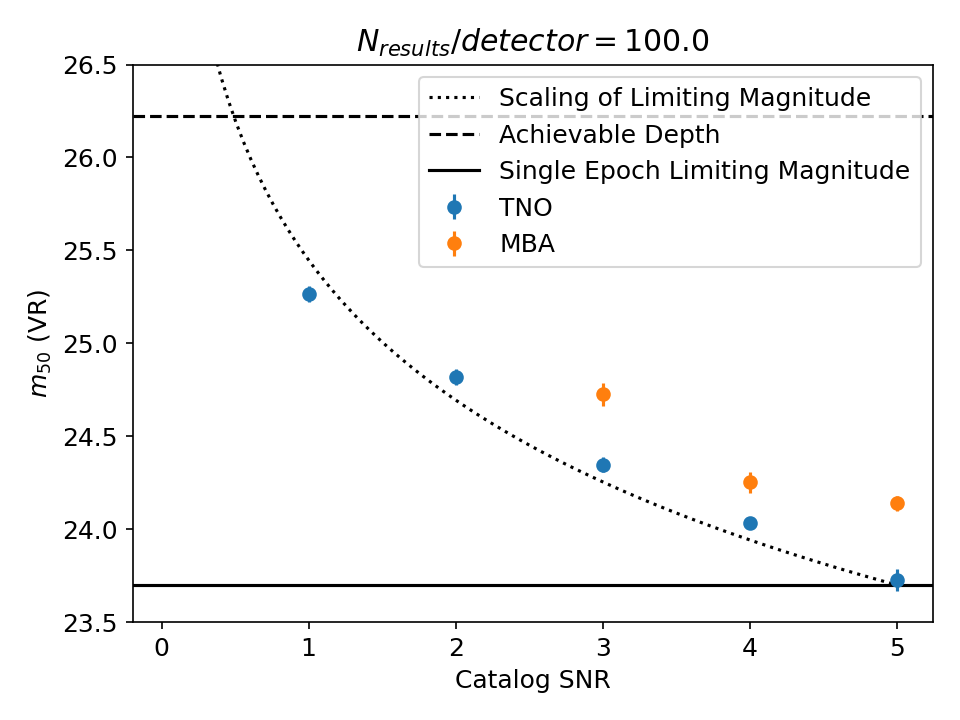 N_results/detector = 100.0
26.5
26.0
25.5
25.0
24.5
24.0
23.5
m_50 (VR)
Scaling of Limiting Magnitude
Achievable Depth
Single Epoch Limiting Magnitude
TNO
MBA
0 1 2 3 4 5
Catalog SNR